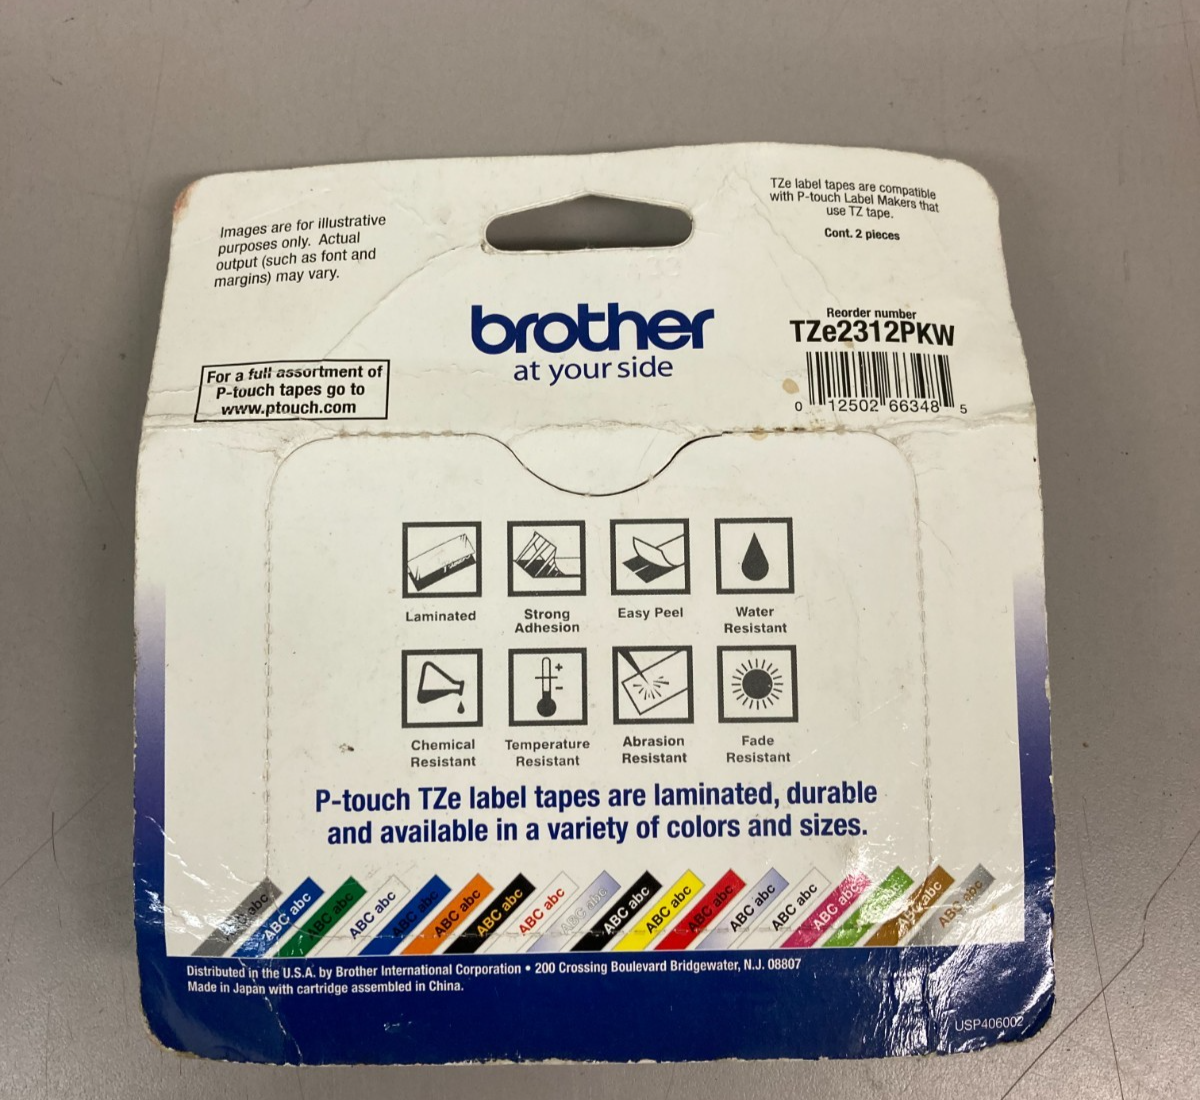 Images are for illustrative
purposes only. Actual
output (such as font and
margins) may vary.
TZe label tapes are compatible
with P-touch Label Makers that
use TZ tape.
Cont. 2 pieces
brother
at your side
Reorder number
TZe2312PKW
0 12502 66348 5
For a full assortment of
P-touch tapes go to
www.ptouch.com
Laminated
Strong
Adhesion
Easy Peel
Water
Resistant
Chemical
Resistant
Temperature
Resistant
Abrasion
Resistant
Fade
Resistant
P-touch TZe label tapes are laminated, durable
and available in a variety of colors and sizes.
abc
ABC abc
ABC abc
ABC abc
ABC abc
ABC abc
ABC abc
ABC abc
ABC abc
ABC abc
ABC abc
ABC abc
ABC abc
ABC abc
ABC abc
abc
ABC abc
ABC abc
Distributed in the U.S.A. by Brother International Corporation • 200 Crossing Boulevard Bridgewater, N.J. 08807
Made in Japan with cartridge assembled in China.
USP406002